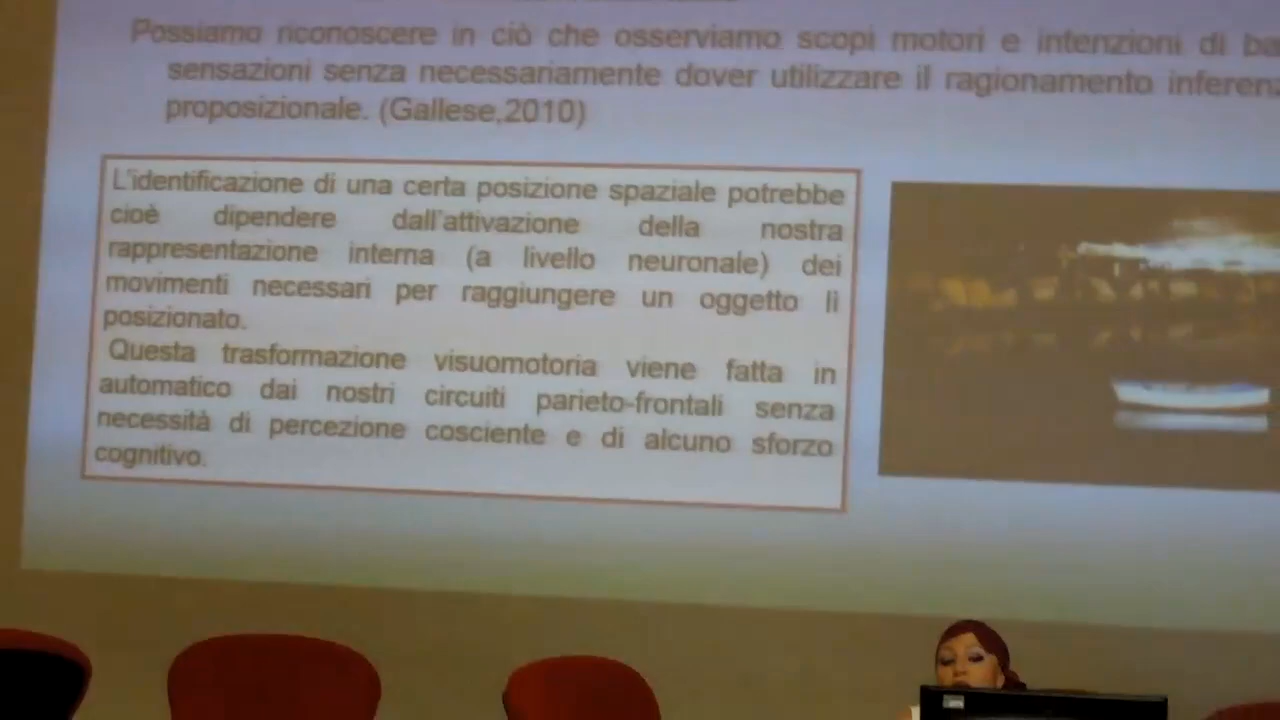 Possiamo riconoscere in ciò che osserviamo scopi motori e intenzioni di
sensazioni senza necessariamente dover utilizzare il ragionamento
proposizionale. (Gallese,2010)
L'identificazione di una certa posizione spaziale potrebbe
cioè dipendere dall'attivazione della nostra
rappresentazione interna (a livello neuronale) dei
movimenti necessari per raggiungere un oggetto lì
posizionato.
Questa trasformazione visuomotoria viene fatta in
automatico dai nostri circuiti parieto-frontali senza
necessità di percezione cosciente e di alcuno sforzo
cognitivo.